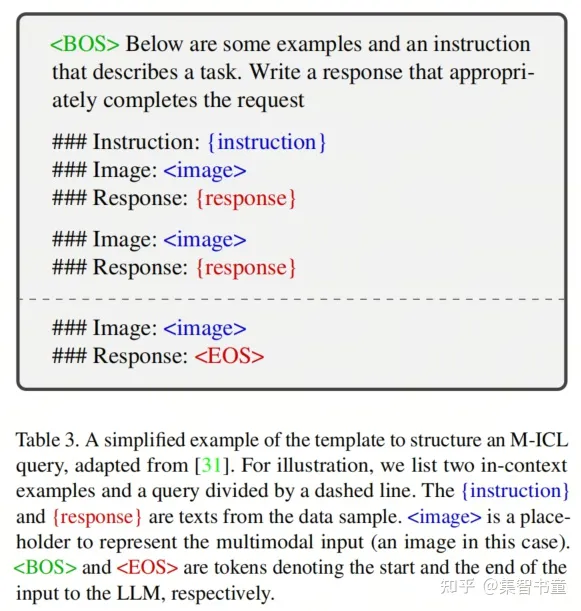 <BOS> Below are some examples and an instruction
that describes a task. Write a response that appropri-
ately completes the request
### Instruction: {instruction}
### Image: <image>
### Response: {response}
### Image: <image>
### Response: {response}
### Image: <image>
### Response: <EOS>
Table 3. A simplified example of the template to structure an M-ICL
query, adapted from [31]. For illustration, we list two in-context
examples and a query divided by a dashed line. The {instruction}
and {response} are texts from the data sample. <image> is a place-
holder to represent the multimodal input (an image in this case).
<BOS> and <EOS> are tokens denoting the start and the end of the
input to the LLM, respectively.
知乎 @集智书童